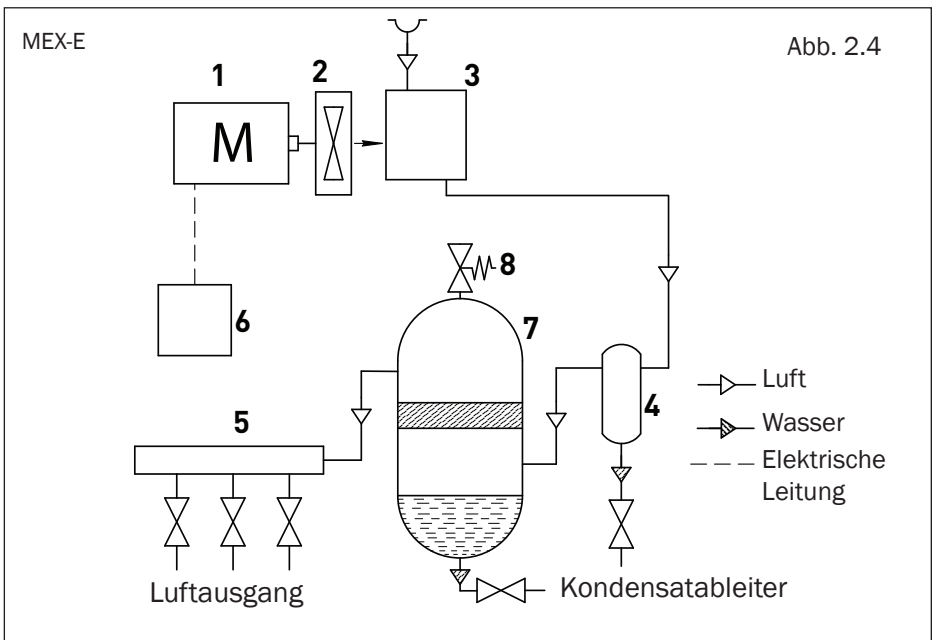 MEX-E
Abb. 2.4
1
2
3
M
8
7
6
4
5
Luft
Wasser
Elektrische
Leitung
Luftausgang
Kondensatableiter